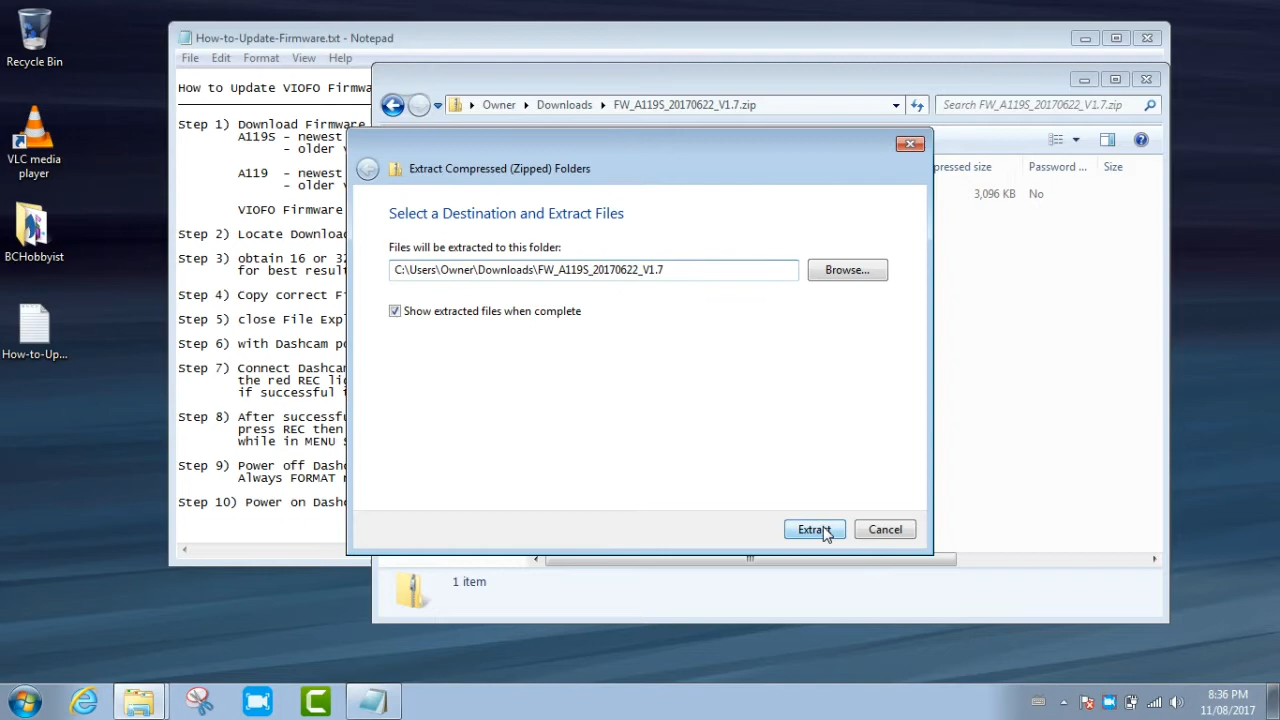 Recycle Bin
VLC media
player
BCHobbyist
How-to-Up...
How-to-Update-Firmware.txt - Notepad
File Edit Format View Help
How to Update VIOFO Firmwa
Step 1) Download Firmware
A119S - newest
- older
A119 - newest
- older
VIOFO Firmware
Step 2) Locate Downloa
Step 3) obtain 16 or 32
for best resul
Step 4) Copy correct F
Step 5) close File Expl
Step 6) with Dashcam po
Step 7) Connect Dashcam
the red REC lig
if successful
Step 8) After successfu
press REC then
while in MENU S
Step 9) Power off Dash
Always FORMAT
Step 10) Power on Dash
Owner Downloads FW_A119S_20170622_V1.7.zip
Search FW_A119S_20170622_V1.7.zip
pressed size Password ... Size
3,096 KB No
1 item
Extract Compressed (Zipped) Folders
Select a Destination and Extract Files
Files will be extracted to this folder:
C:\Users\Owner\Downloads\FW_A119S_20170622_V1.7
Browse...
Show extracted files when complete
Extract Cancel
8:36 PM
11/08/2017